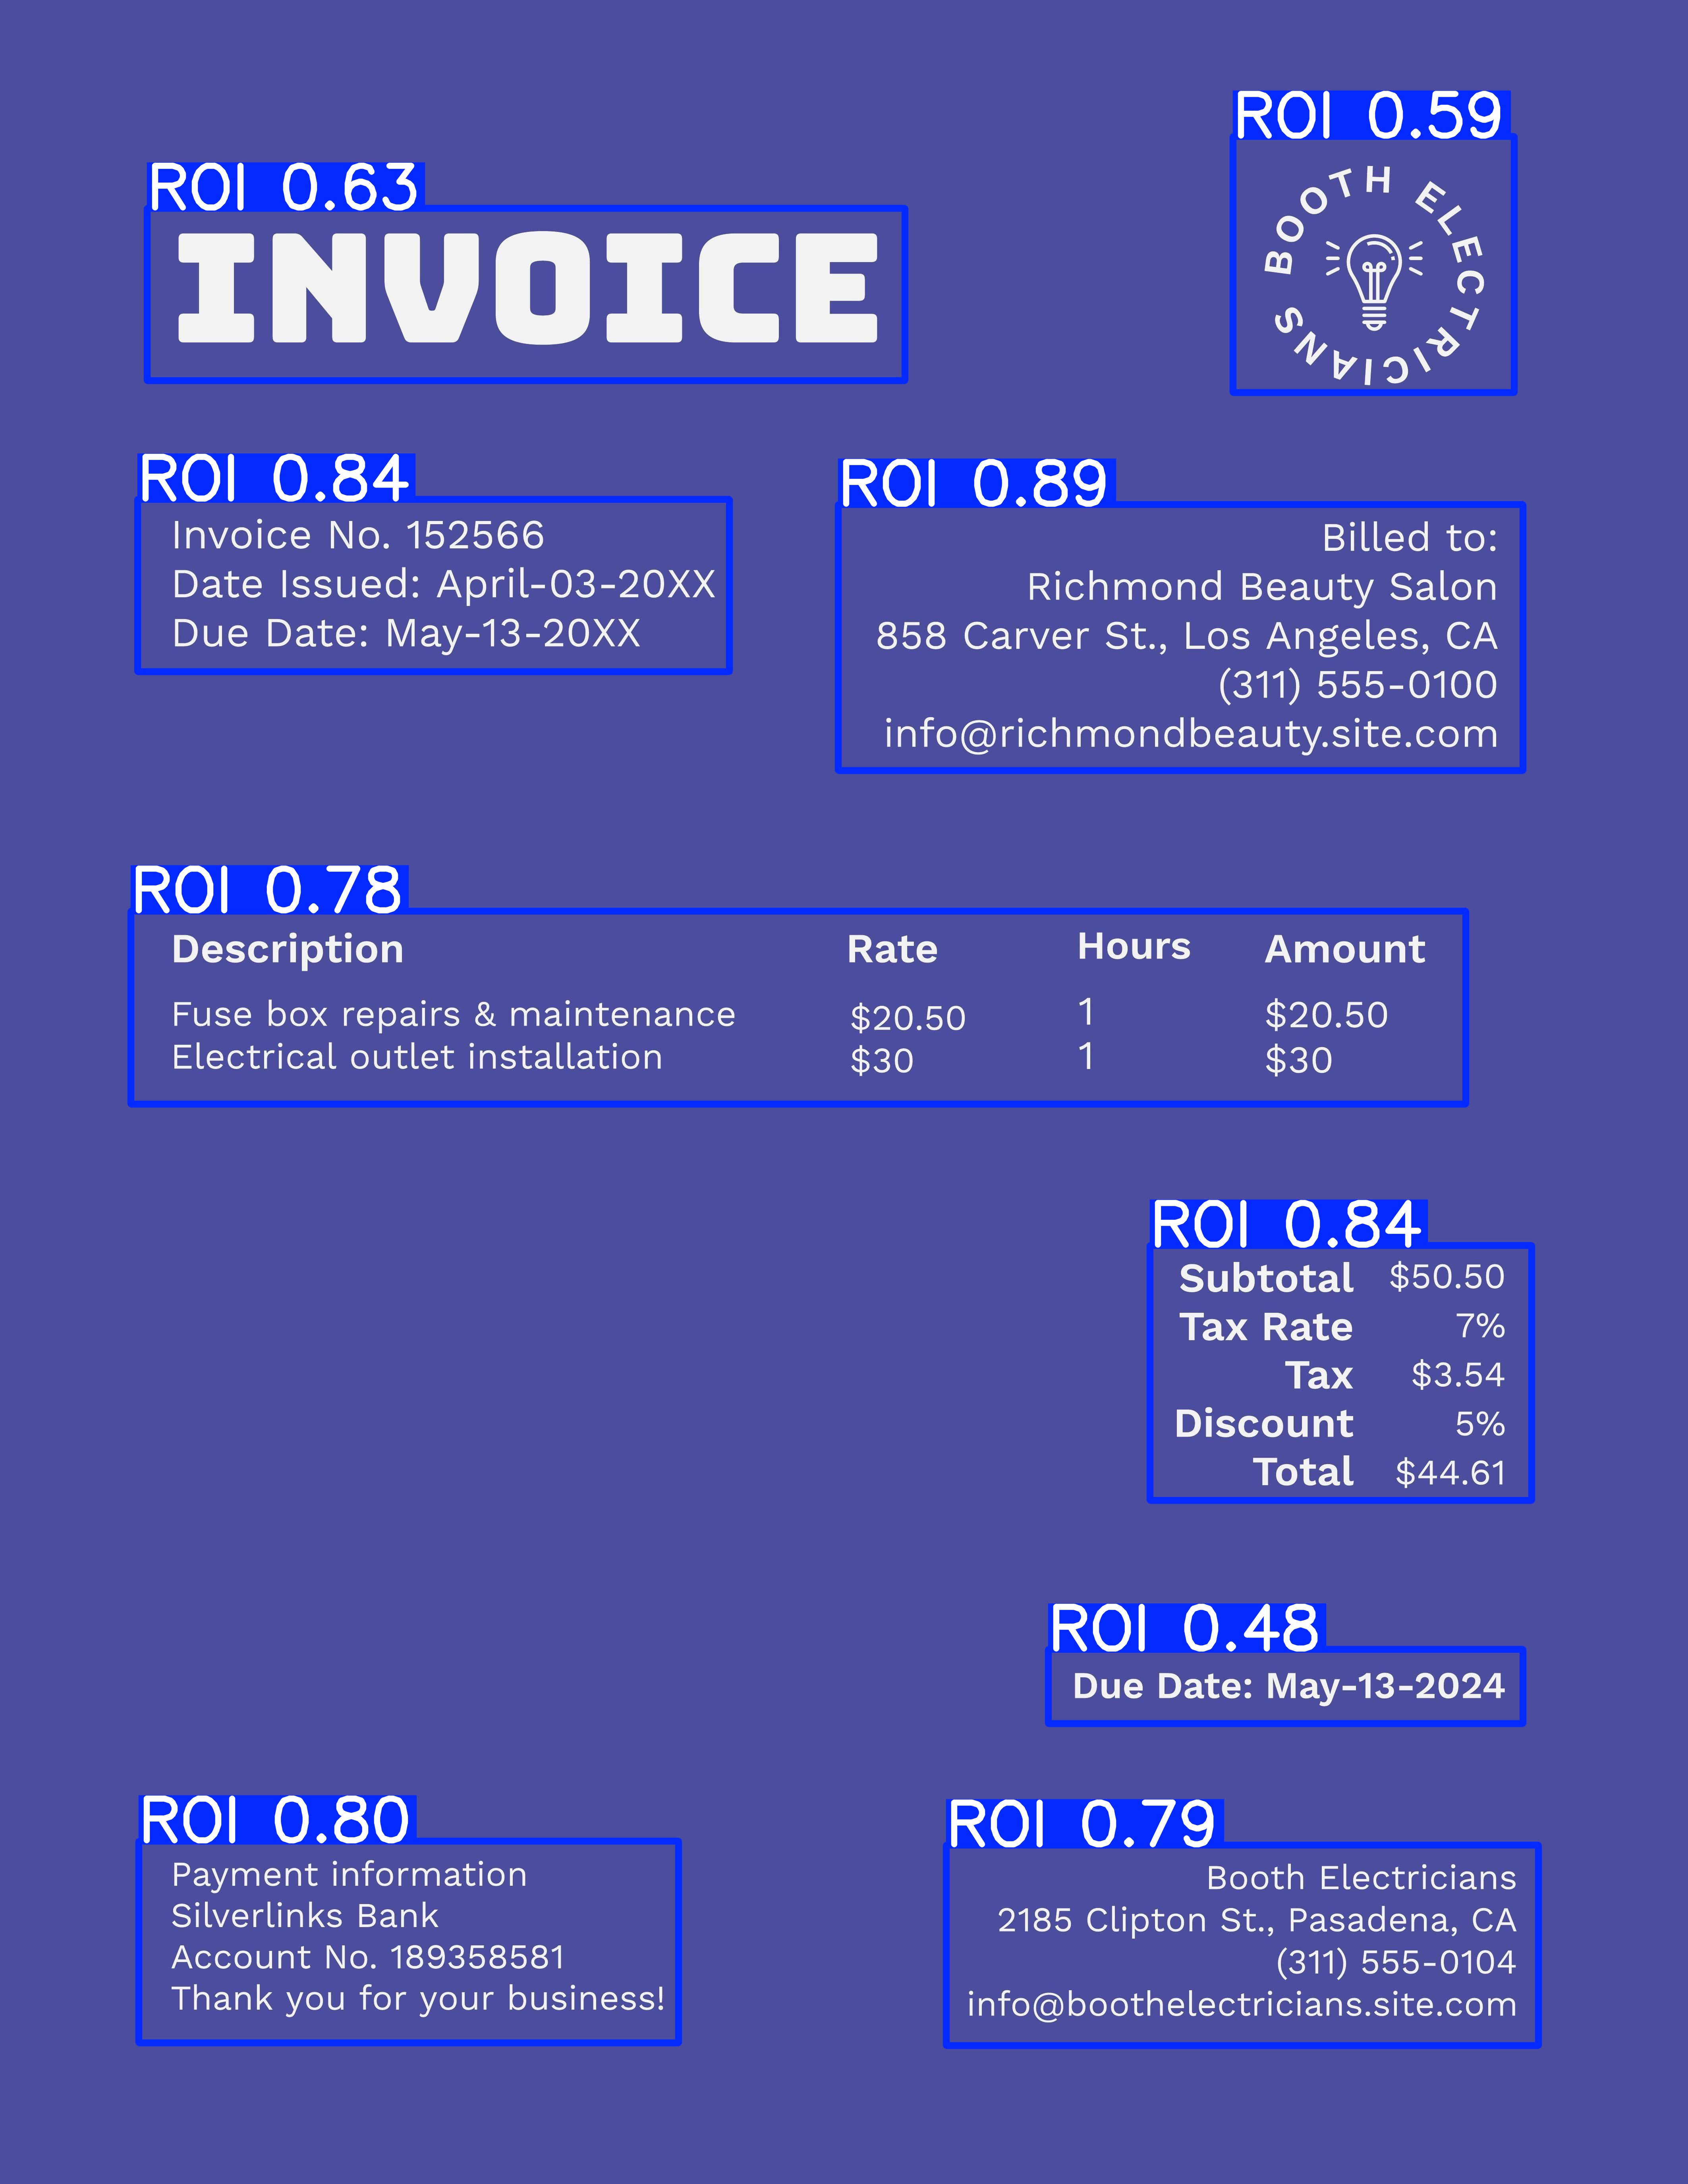 ROI 0.59
BOOTH ELECTRICIANS
ROI 0.63
INVOICE
ROI 0.84
Invoice No. 152566
Date Issued: April-03-20XX
Due Date: May-13-20XX
ROI 0.89
Billed to:
Richmond Beauty Salon
858 Carver St., Los Angeles, CA
(311) 555-0100
info@richmondbeauty.site.com
ROI 0.78
Description Rate Hours Amount
Fuse box repairs & maintenance $20.50 1 $20.50
Electrical outlet installation $30 1 $30
ROI 0.84
Subtotal $50.50
Tax Rate 7%
Tax $3.54
Discount 5%
Total $44.61
ROI 0.48
Due Date: May-13-2024
ROI 0.80
Payment information
Silverlinks Bank
Account No. 189358581
Thank you for your business!
ROI 0.79
Booth Electricians
2185 Clipton St., Pasadena, CA
(311) 555-0104
info@boothelectricians.site.com